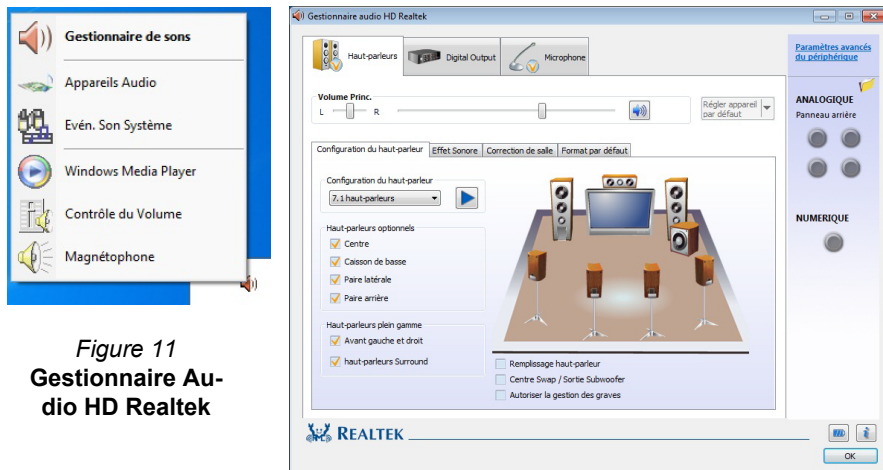 Gestionnaire de sons
Appareils Audio
Evén. Son Système
Windows Media Player
Contrôle du Volume
Magnétophone
Figure 11
Gestionnaire Au-
dio HD Realtek
Gestionnaire audio HD Realtek
Haut-parleurs
Digital Output
Microphone
Volume Princ.
L
R
Régler appareil
par défaut
Configuration du haut-parleur
Effet Sonore
Correction de salle
Format par défaut
Configuration du haut-parleur
7.1 haut-parleurs
Haut-parleurs optionnels
Centre
Caisson de basse
Paire latérale
Paire arrière
Haut-parleurs plein gamme
Avant gauche et droit
haut-parleurs Surround
Remplissage haut-parleur
Centre Swap / Sortie Subwoofer
Autoriser la gestion des graves
Paramètres avancés
du périphérique
ANALOGIQUE
Panneau arrière
NUMERIQUE
REALTEK
OK